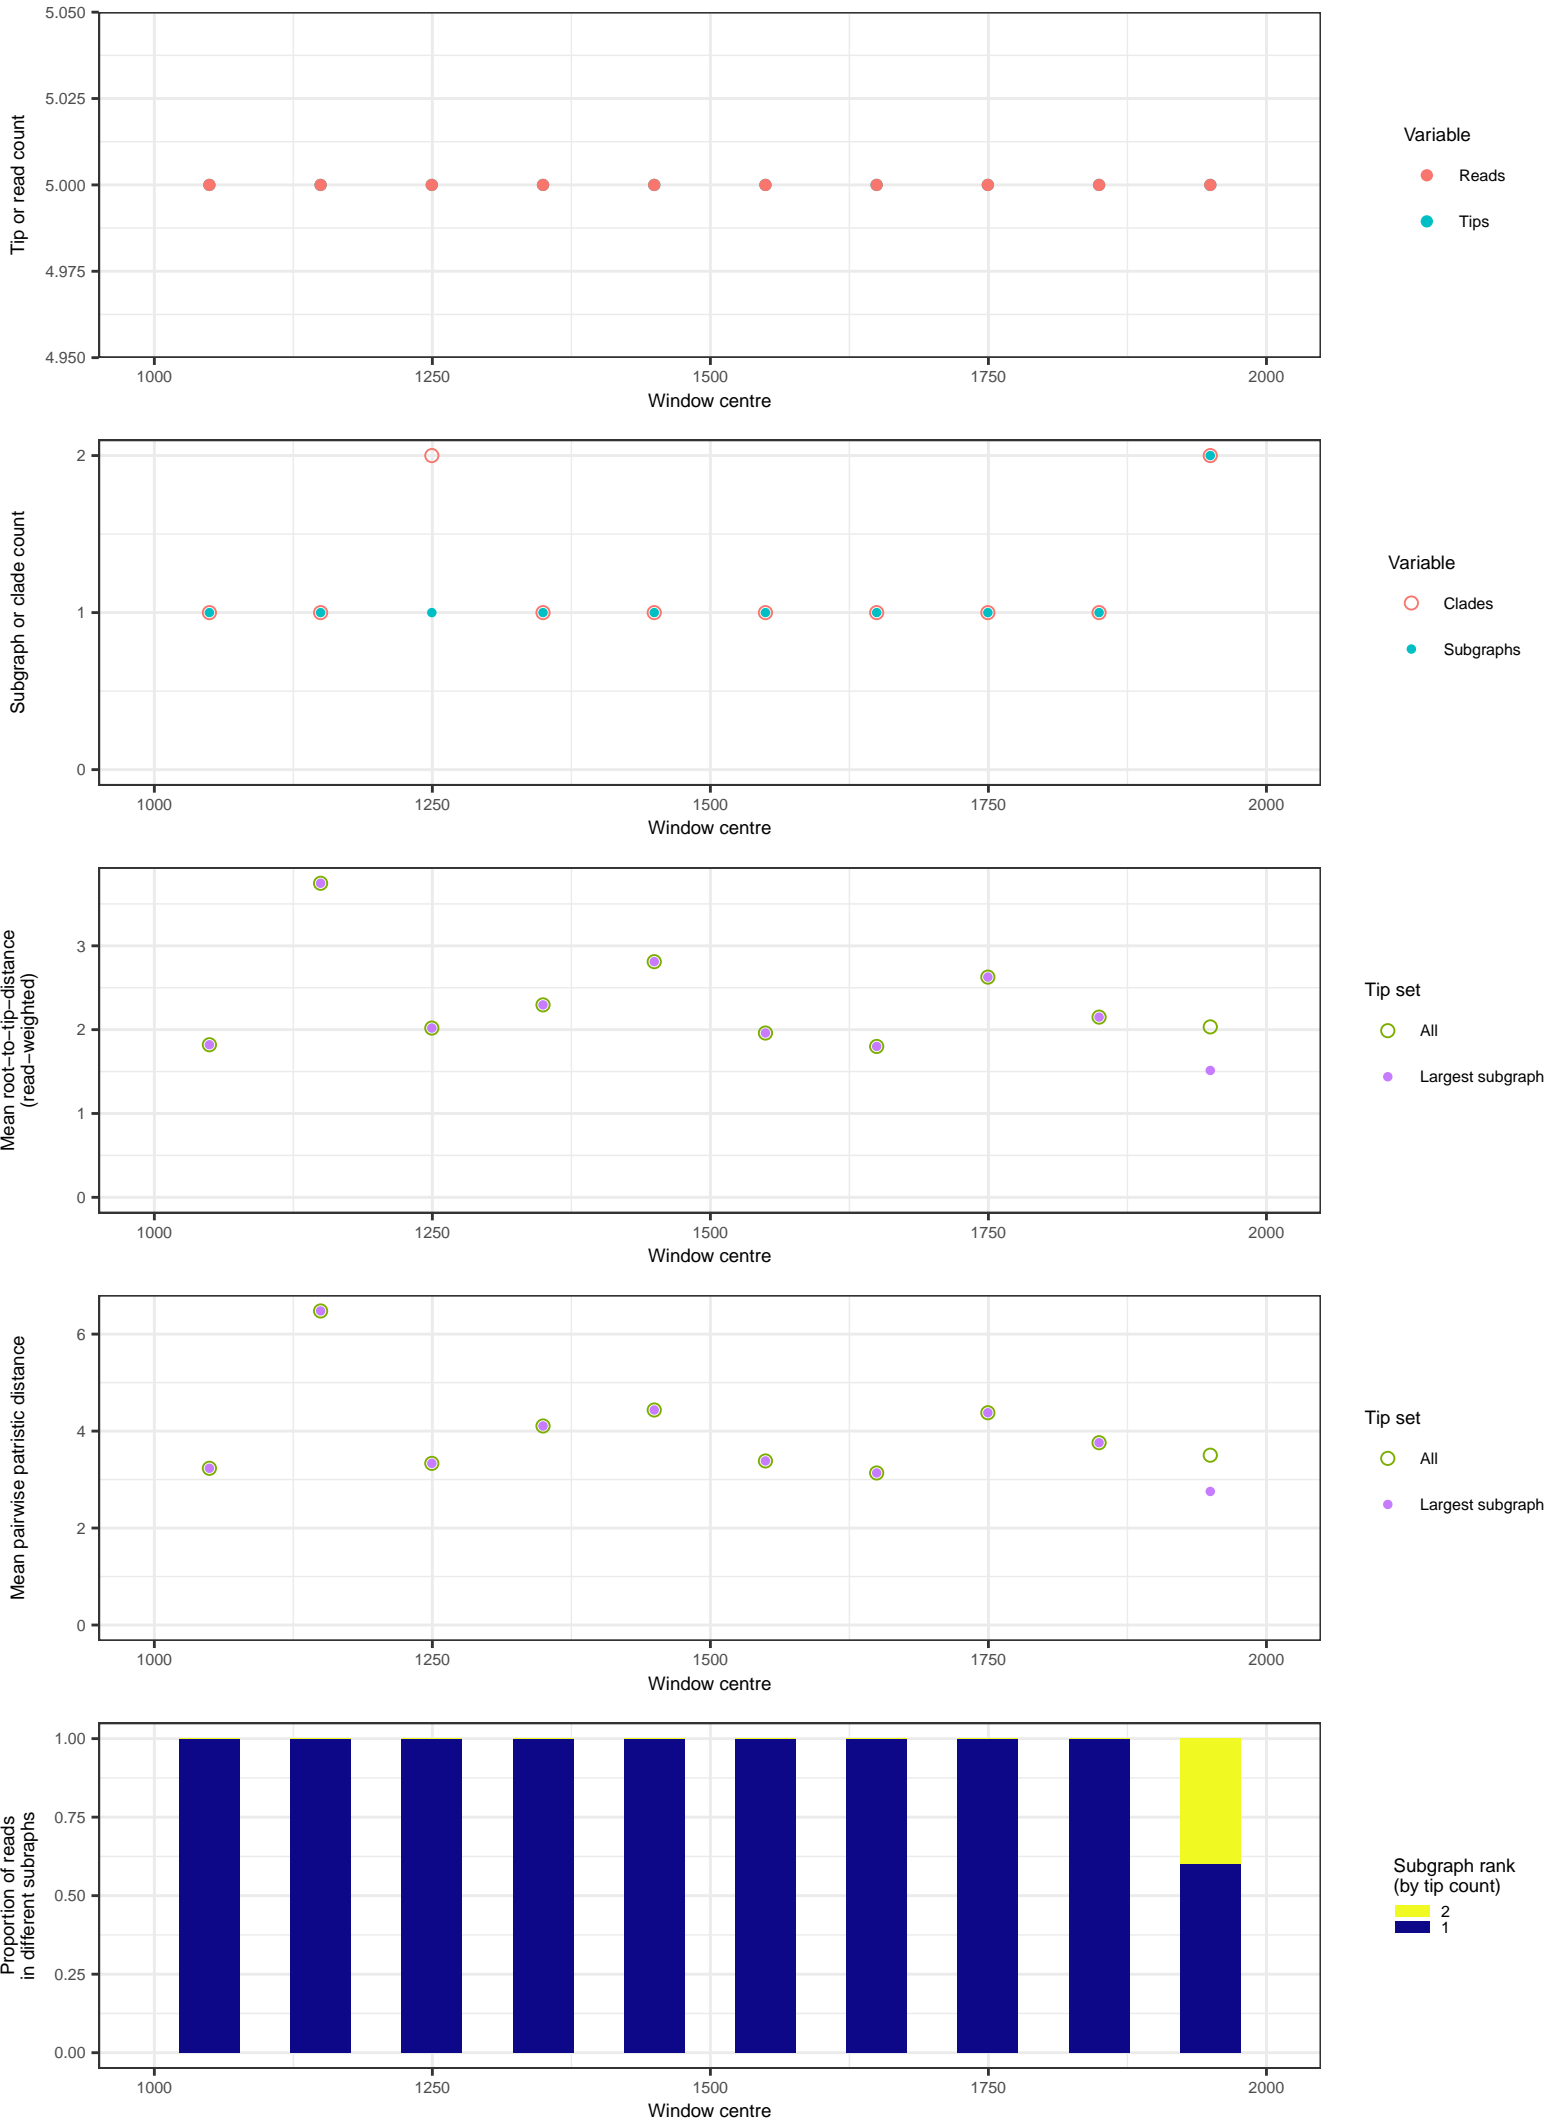 5.050
5.025
5.000
4.975
4.950
Tip or read count
1000 1250 1500 1750 2000
Window centre
Variable
Reads
Tips
2
1
0
Subgraph or clade count
1000 1250 1500 1750 2000
Window centre
Variable
Clades
Subgraphs
3
2
1
0
Mean root−to−tip−distance
(read−weighted)
1000 1250 1500 1750 2000
Window centre
Tip set
All
Largest subgraph
6
4
2
0
Mean pairwise patristic distance
1000 1250 1500 1750 2000
Window centre
Tip set
All
Largest subgraph
1.00
0.75
0.50
0.25
0.00
Proportion of reads
in different subraphs
1000 1250 1500 1750 2000
Window centre
Subgraph rank
(by tip count)
2
1